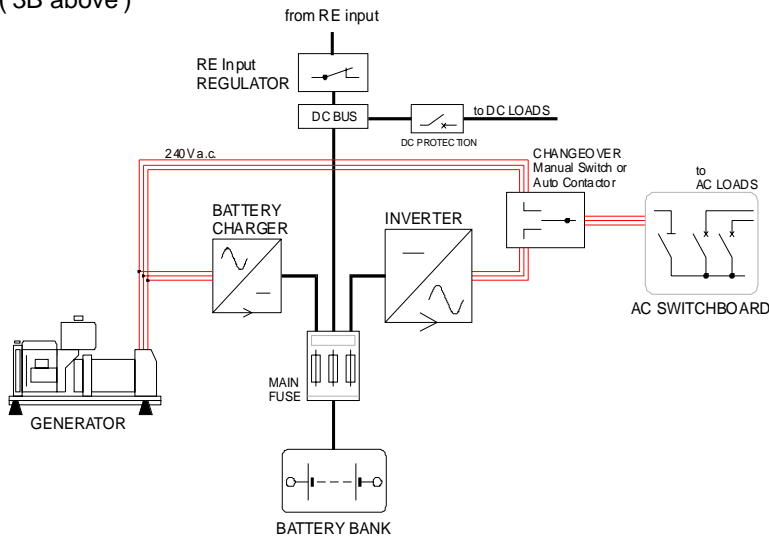 ( 3B above )
from RE input
RE Input
REGULATOR
DC BUS
to DC LOADS
DC PROTECTION
240V a.c.
CHANGEOVER
Manual Switch or
Auto Contactor
to
AC LOADS
BATTERY
CHARGER
INVERTER
AC SWITCHBOARD
MAIN
FUSE
GENERATOR
BATTERY BANK